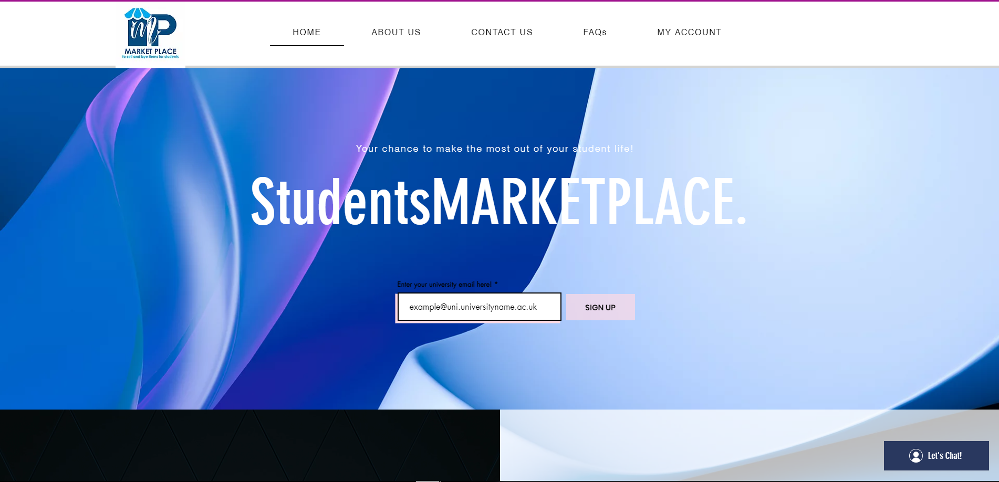 MP
MARKET PLACE
to sell and bye items for students
HOME
ABOUT US
CONTACT US
FAQs
MY ACCOUNT
Your chance to make the most out of your student life!
StudentsMARKETPLACE.
Enter your university email here! *
example@uni.universityname.ac.uk
SIGN UP
Let's Chat!